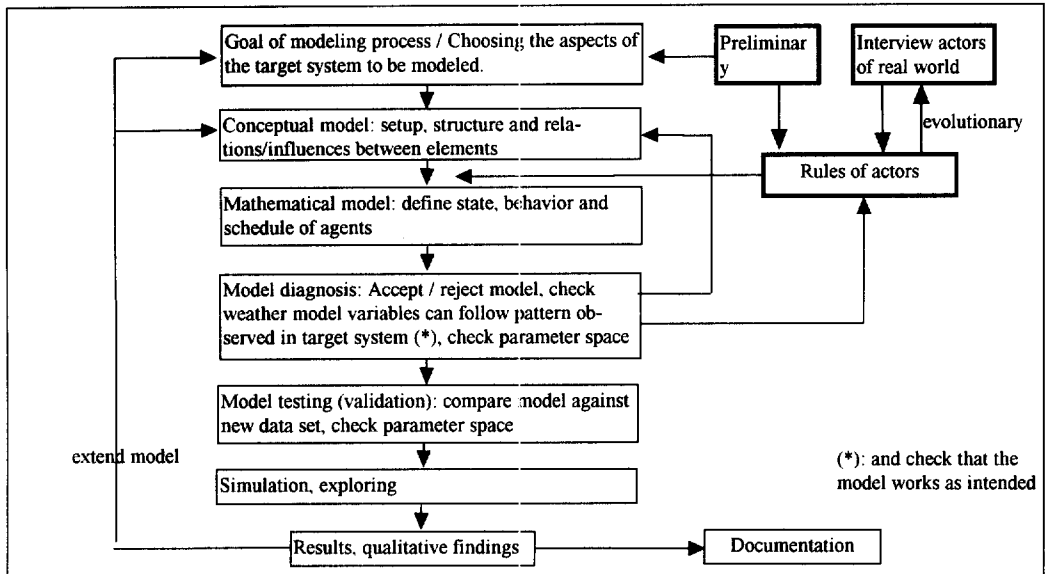 Goal of modeling process / Choosing the aspects of
the target system to be modeled.
Preliminar
y
Interview actors
of real world
evolutionary
Conceptual model: setup, structure and rela-
tions/influences between elements
Rules of actors
Mathematical model: define state, behavior and
schedule of agents
Model diagnosis: Accept / reject model, check
weather model variables can follow pattern ob-
served in target system (*), check parameter space
Model testing (validation): compare model against
new data set, check parameter space
extend model
(*): and check that the
model works as intended
Simulation, exploring
Results, qualitative findings
Documentation